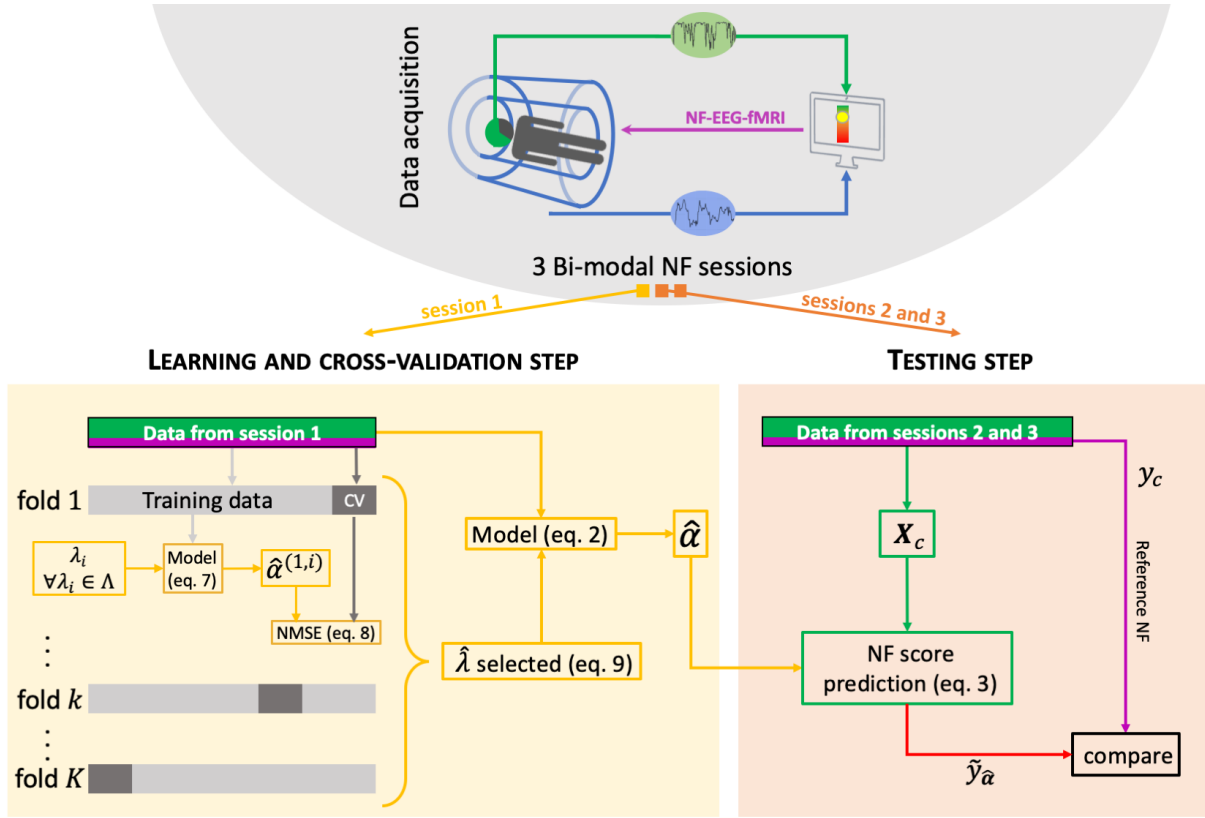 Data acquisition
NF-EEG-fMRI
3 Bi-modal NF sessions
session 1
sessions 2 and 3
LEARNING AND CROSS-VALIDATION STEP
TESTING STEP
Data from session 1
fold 1
Training data
CV
λᵢ
∀λᵢ ∈ Λ
Model
(eq. 7)
α̂⁽¹,ⁱ⁾
NMSE (eq. 8)
⋮
fold k
⋮
fold K
Model (eq. 2)
α̂
λ̂ selected (eq. 9)
Data from sessions 2 and 3
y_c
X_c
Reference NF
NF score
prediction (eq. 3)
ỹ_α̂
compare